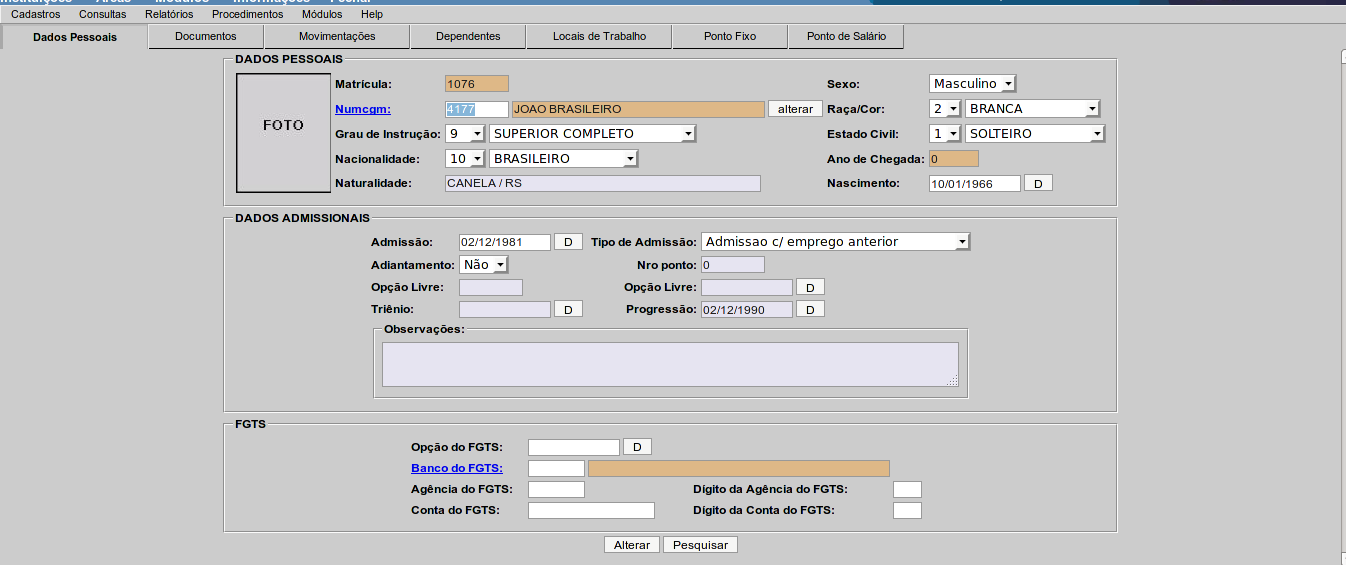 Instituições Áreas Módulos Informações Fechar
Cadastros Consultas Relatórios Procedimentos Módulos Help
Dados Pessoais Documentos Movimentações Dependentes Locais de Trabalho Ponto Fixo Ponto de Salário
DADOS PESSOAIS
FOTO
Matrícula: 1076 Sexo: Masculino
Numcgm: 4177 JOAO BRASILEIRO alterar Raça/Cor: 2 BRANCA
Grau de Instrução: 9 SUPERIOR COMPLETO Estado Civil: 1 SOLTEIRO
Nacionalidade: 10 BRASILEIRO Ano de Chegada: 0
Naturalidade: CANELA / RS Nascimento: 10/01/1966 D
DADOS ADMISSIONAIS
Admissão: 02/12/1981 D Tipo de Admissão: Admissao c/ emprego anterior
Adiantamento: Não Nro ponto: 0
Opção Livre: Opção Livre: D
Triênio: D Progressão: 02/12/1990 D
Observações:
FGTS
Opção do FGTS: D
Banco do FGTS:
Agência do FGTS: Dígito da Agência do FGTS:
Conta do FGTS: Dígito da Conta do FGTS:
Alterar Pesquisar